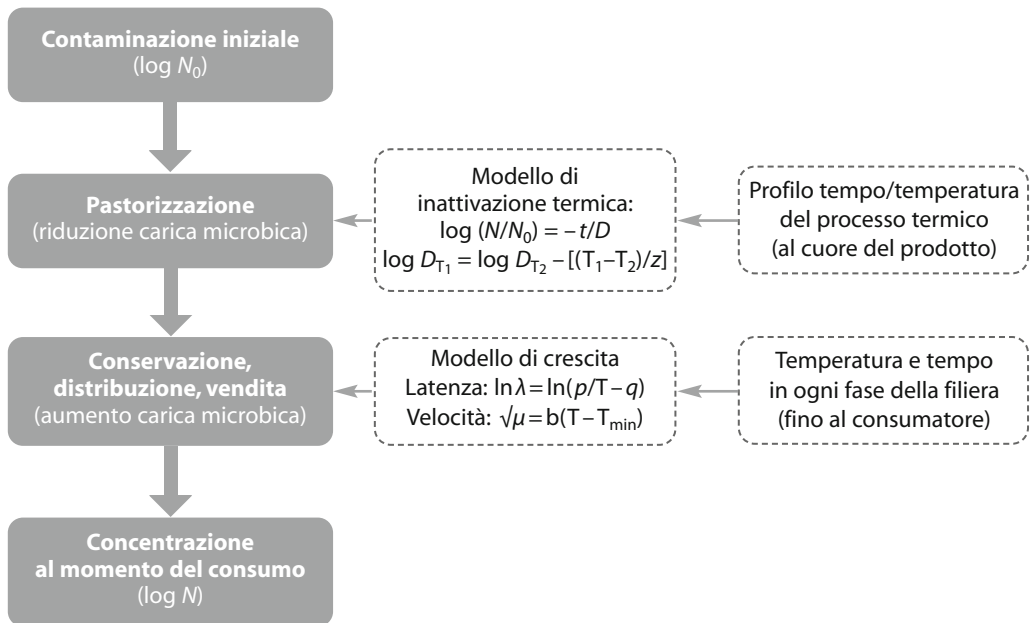 Contaminazione iniziale
(log N₀)
Pastorizzazione
(riduzione carica microbica)
Modello di
inattivazione termica:
log (N/N₀) = −t/D
log D_T₁ = log D_T₂ − [(T₁−T₂)/z]
Profilo tempo/temperatura
del processo termico
(al cuore del prodotto)
Conservazione,
distribuzione, vendita
(aumento carica microbica)
Modello di crescita
Latenza: ln λ = ln(p/T − q)
Velocità: √μ = b(T − T_min)
Temperatura e tempo
in ogni fase della filiera
(fino al consumatore)
Concentrazione
al momento del consumo
(log N)